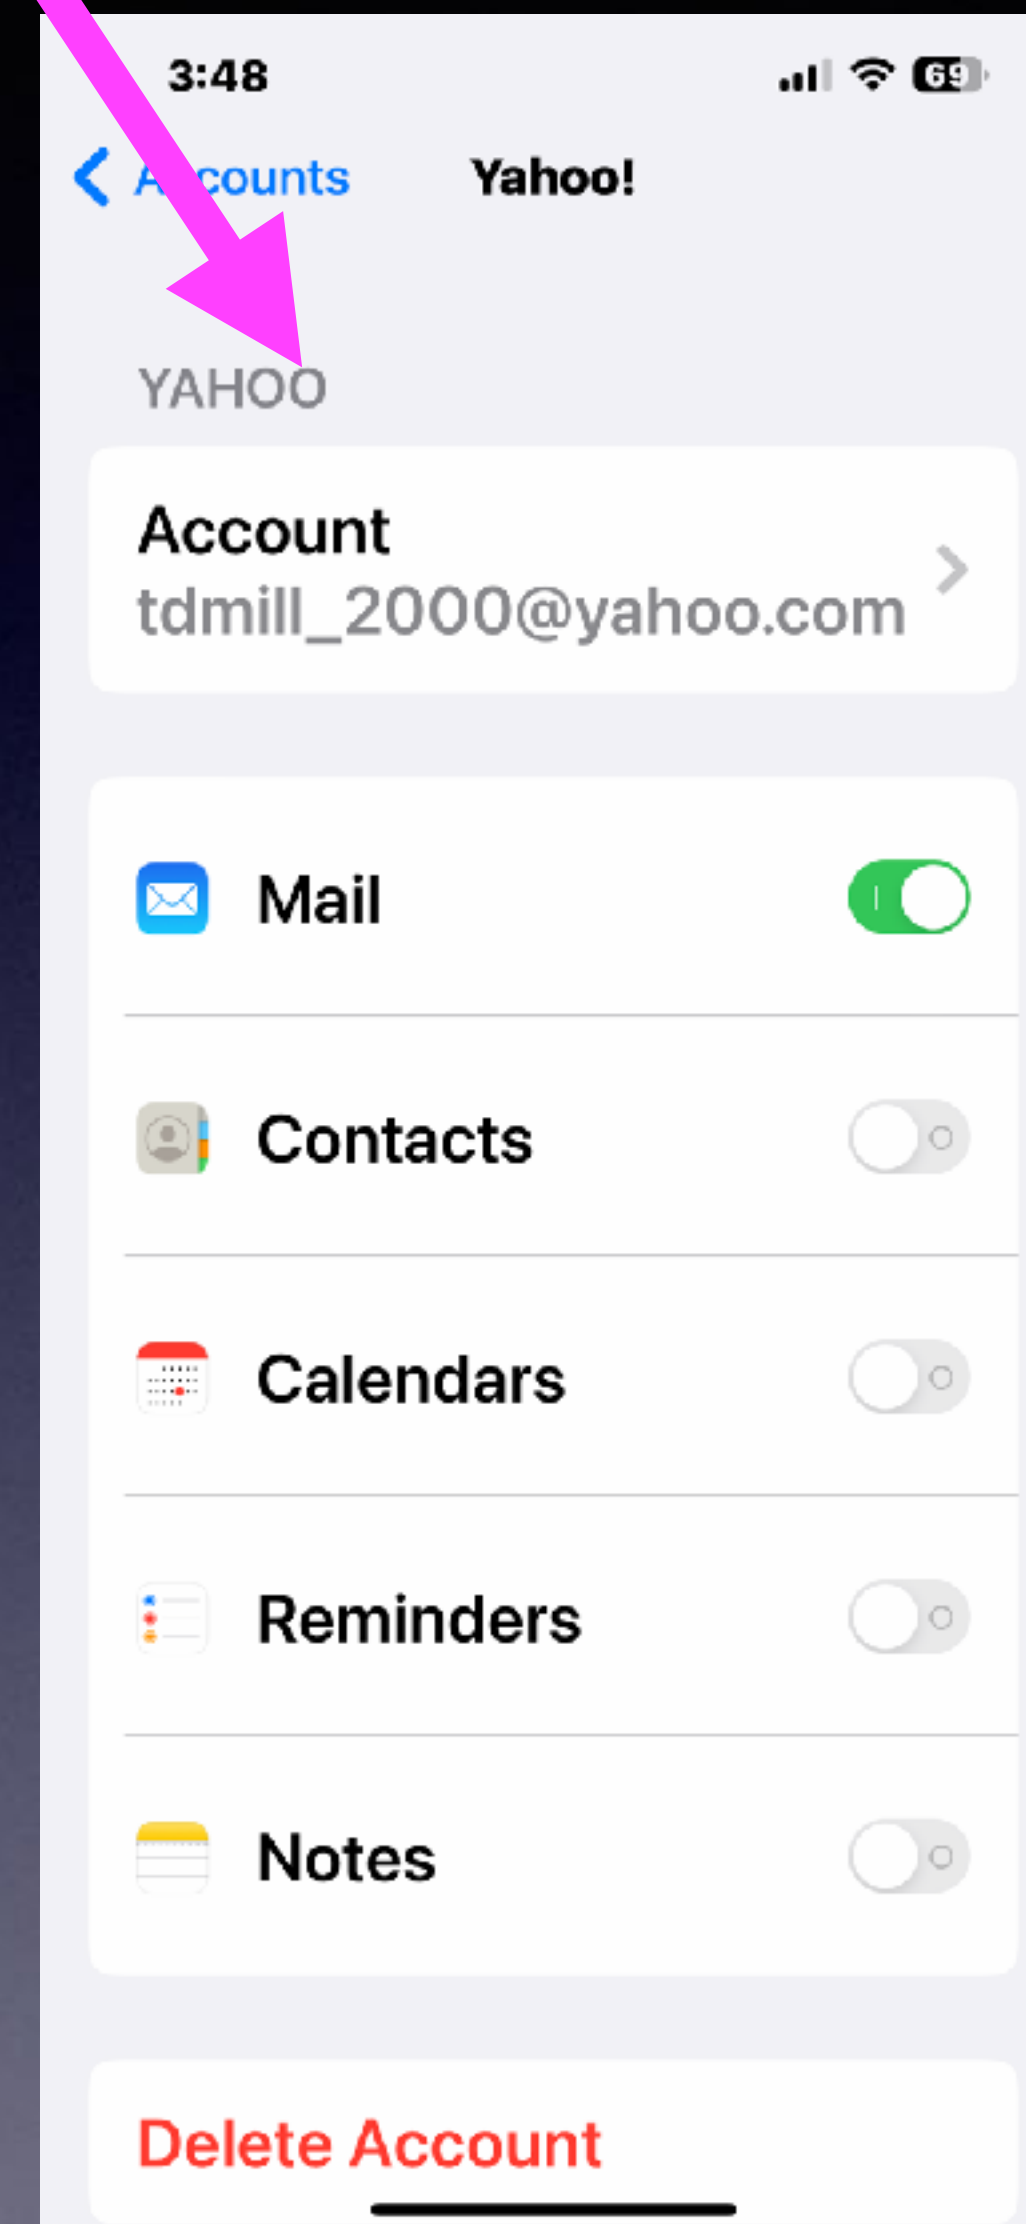 3:48
69
Accounts
Yahoo!
YAHOO
Account
tdmill_2000@yahoo.com
Mail
Contacts
Calendars
Reminders
Notes
Delete Account